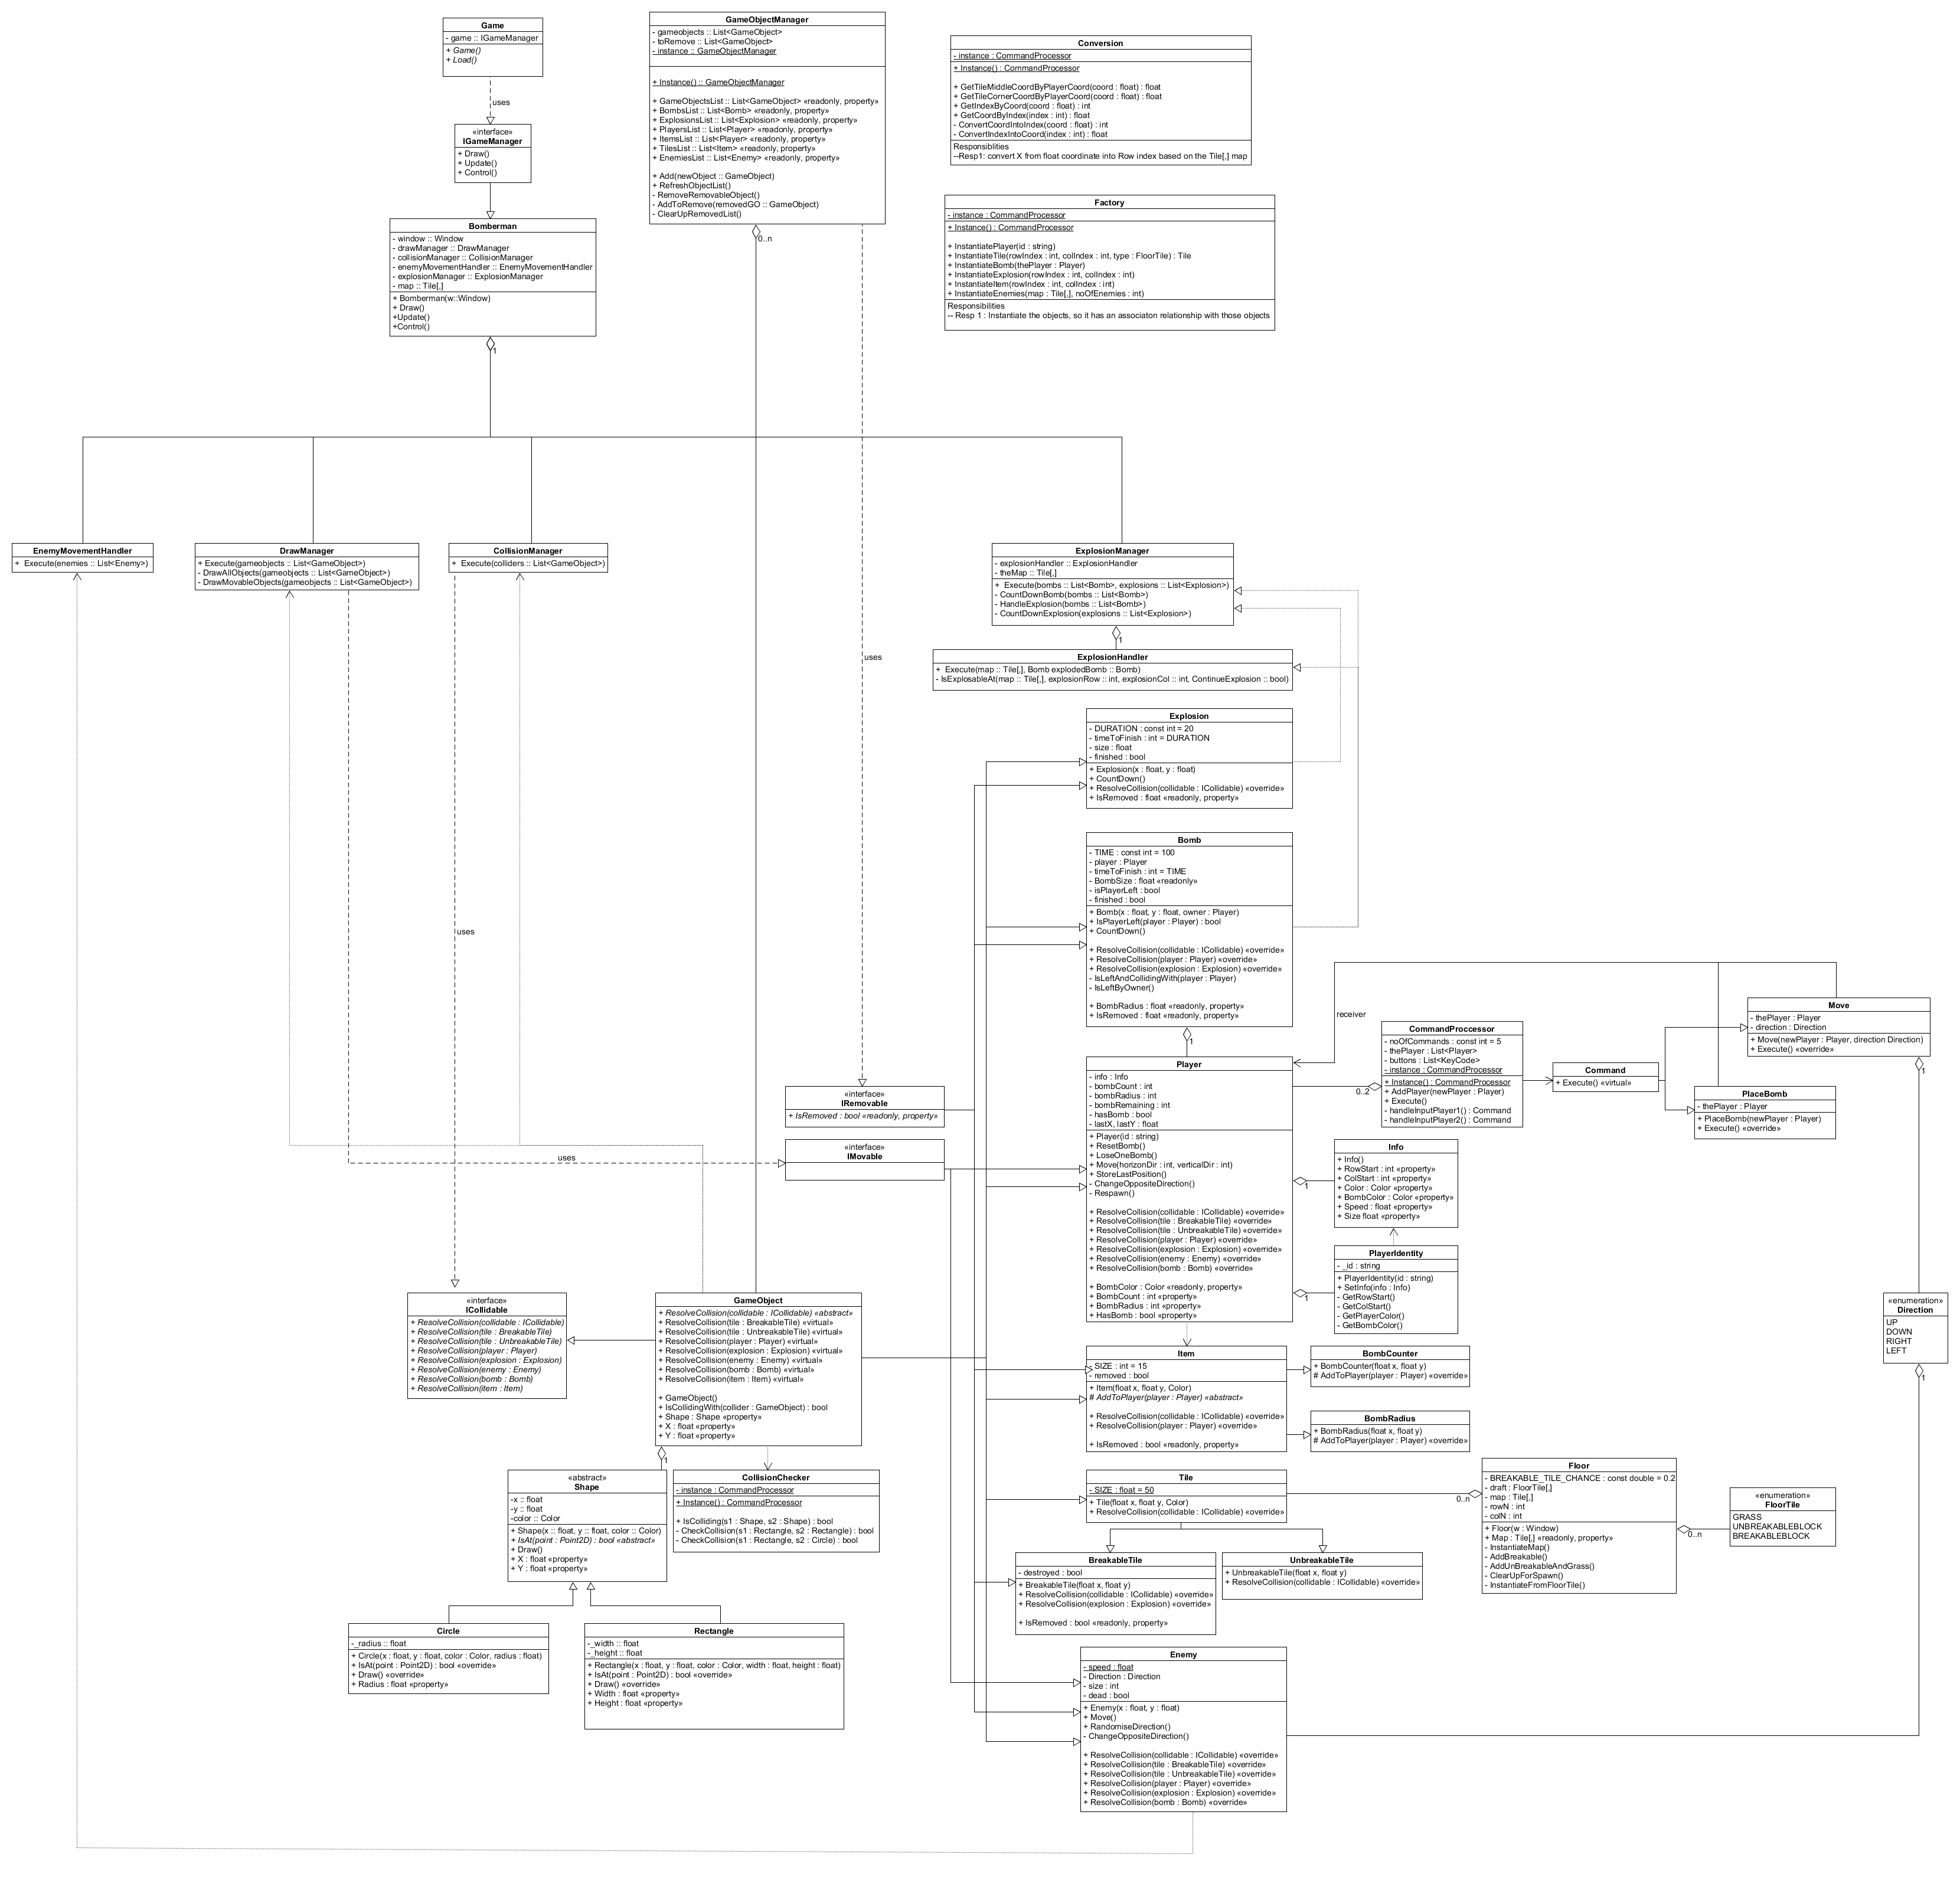 Game
- game :: IGameManager
+ Game()
+ Load()
uses
«interface»
IGameManager
+ Draw()
+ Update()
+ Control()
Bomberman
- window :: Window
- drawManager :: DrawManager
- collisionManager :: CollisionManager
- enemyMovementHandler :: EnemyMovementHandler
- explosionManager :: ExplosionManager
- map :: Tile[,]
+ Bomberman(w::Window)
+ Draw()
+Update()
+Control()
1
GameObjectManager
- gameobjects :: List<GameObject>
- toRemove :: List<GameObject>
- instance :: GameObjectManager
+ Instance() :: GameObjectManager
+ GameObjectsList :: List<GameObject> «readonly, property»
+ BombsList :: List<Bomb> «readonly, property»
+ ExplosionsList :: List<Explosion> «readonly, property»
+ PlayersList :: List<Player> «readonly, property»
+ ItemsList :: List<Player> «readonly, property»
+ TilesList :: List<Item> «readonly, property»
+ EnemiesList :: List<Enemy> «readonly, property»
+ Add(newObject :: GameObject)
+ RefreshObjectList()
- RemoveRemovableObject()
- AddToRemove(removedGO :: GameObject)
- ClearUpRemovedList()
0..n
Conversion
- instance : CommandProcessor
+ Instance() : CommandProcessor
+ GetTileMiddleCoordByPlayerCoord(coord : float) : float
+ GetTileCornerCoordByPlayerCoord(coord : float) : float
+ GetIndexByCoord(coord : float) : int
+ GetCoordByIndex(index : int) : float
- ConvertCoordIntoIndex(coord : float) : int
- ConvertIndexIntoCoord(index : int) : float
Responsiblities
--Resp1: convert X from float coordinate into Row index based on the Tile[,] map
Factory
- instance : CommandProcessor
+ Instance() : CommandProcessor
+ InstantiatePlayer(id : string)
+ InstantiateTile(rowIndex : int, colIndex : int, type : FloorTile) : Tile
+ InstantiateBomb(thePlayer : Player)
+ InstantiateExplosion(rowIndex : int, colIndex : int)
+ InstantiateItem(rowIndex : int, colIndex : int)
+ InstantiateEnemies(map : Tile[,], noOfEnemies : int)
Responsibilities
-- Resp 1 : Instantiate the objects, so it has an associaton relationship with those objects
EnemyMovementHandler
+  Execute(enemies :: List<Enemy>)
DrawManager
+ Execute(gameobjects :: List<GameObject>)
- DrawAllObjects(gameobjects :: List<GameObject>)
- DrawMovableObjects(gameobjects :: List<GameObject>)
CollisionManager
+  Execute(colliders :: List<GameObject>)
ExplosionManager
- explosionHandler :: ExplosionHandler
- theMap :: Tile[,]
+  Execute(bombs :: List<Bomb>, explosions :: List<Explosion>)
- CountDownBomb(bombs :: List<Bomb>)
- HandleExplosion(bombs :: List<Bomb>)
- CountDownExplosion(explosions :: List<Explosion>)
1
ExplosionHandler
+  Execute(map :: Tile[,], Bomb explodedBomb :: Bomb)
- IsExplosableAt(map :: Tile[,], explosionRow :: int, explosionCol :: int, ContinueExplosion :: bool)
uses
Explosion
- DURATION : const int = 20
- timeToFinish : int = DURATION
- size : float
- finished : bool
+ Explosion(x : float, y : float)
+ CountDown()
+ ResolveCollision(collidable : ICollidable) «override»
+ IsRemoved : float «readonly, property»
Bomb
- TIME : const int = 100
- player : Player
- timeToFinish : int = TIME
- BombSize : float «readonly»
- isPlayerLeft : bool
- finished : bool
+ Bomb(x : float, y : float, owner : Player)
+ IsPlayerLeft(player : Player) : bool
+ CountDown()
+ ResolveCollision(collidable : ICollidable) «override»
+ ResolveCollision(player : Player) «override»
+ ResolveCollision(explosion : Explosion) «override»
- IsLeftAndCollidingWith(player : Player)
- IsLeftByOwner()
+ BombRadius : float «readonly, property»
+ IsRemoved : float «readonly, property»
1
uses
receiver
Player
- info : Info
- bombCount : int
- bombRadius : int
- bombRemaining : int
- hasBomb : bool
- lastX, lastY : float
+ Player(id : string)
+ ResetBomb()
+ LoseOneBomb()
+ Move(horizonDir : int, verticalDir : int)
+ StoreLastPosition()
- ChangeOppositeDirection()
- Respawn()
+ ResolveCollision(collidable : ICollidable) «override»
+ ResolveCollision(tile : BreakableTile) «override»
+ ResolveCollision(tile : UnbreakableTile) «override»
+ ResolveCollision(player : Player) «override»
+ ResolveCollision(explosion : Explosion) «override»
+ ResolveCollision(enemy : Enemy) «override»
+ ResolveCollision(bomb : Bomb) «override»
+ BombColor : Color «readonly, property»
+ BombCount : int «property»
+ BombRadius : int «property»
+ HasBomb : bool «property»
0..2
CommandProccessor
- noOfCommands : const int = 5
- thePlayer : List<Player>
- buttons : List<KeyCode>
- instance : CommandProcessor
+ Instance() : CommandProcessor
+ AddPlayer(newPlayer : Player)
+ Execute()
- handleInputPlayer1() : Command
- handleInputPlayer2() : Command
Command
+ Execute() «virtual»
Move
- thePlayer : Player
- direction : Direction
+ Move(newPlayer : Player, direction Direction)
+ Execute() «override»
1
PlaceBomb
- thePlayer : Player
+ PlaceBomb(newPlayer : Player)
+ Execute() «override»
«interface»
IRemovable
+ IsRemoved : bool «readonly, property»
«interface»
IMovable
uses
Info
+ Info()
+ RowStart : int «property»
+ ColStart : int «property»
+ Color : Color «property»
+ BombColor : Color «property»
+ Speed : float «property»
+ Size float «property»
1
PlayerIdentity
- _id : string
+ PlayerIdentity(id : string)
+ SetInfo(info : Info)
- GetRowStart()
- GetColStart()
- GetPlayerColor()
- GetBombColor()
1
«enumeration»
Direction
UP
DOWN
RIGHT
LEFT
1
«interface»
ICollidable
+ ResolveCollision(collidable : ICollidable)
+ ResolveCollision(tile : BreakableTile)
+ ResolveCollision(tile : UnbreakableTile)
+ ResolveCollision(player : Player)
+ ResolveCollision(explosion : Explosion)
+ ResolveCollision(enemy : Enemy)
+ ResolveCollision(bomb : Bomb)
+ ResolveCollision(item : Item)
GameObject
+ ResolveCollision(collidable : ICollidable) «abstract»
+ ResolveCollision(tile : BreakableTile) «virtual»
+ ResolveCollision(tile : UnbreakableTile) «virtual»
+ ResolveCollision(player : Player) «virtual»
+ ResolveCollision(explosion : Explosion) «virtual»
+ ResolveCollision(enemy : Enemy) «virtual»
+ ResolveCollision(bomb : Bomb) «virtual»
+ ResolveCollision(item : Item) «virtual»
+ GameObject()
+ IsCollidingWith(collider : GameObject) : bool
+ Shape : Shape «property»
+ X : float «property»
+ Y : float «property»
1
Item
SIZE : int = 15
- removed : bool
+ Item(float x, float y, Color)
# AddToPlayer(player : Player) «abstract»
+ ResolveCollision(collidable : ICollidable) «override»
+ ResolveCollision(player : Player) «override»
+ IsRemoved : bool «readonly, property»
BombCounter
+ BombCounter(float x, float y)
# AddToPlayer(player : Player) «override»
BombRadius
+ BombRadius(float x, float y)
# AddToPlayer(player : Player) «override»
«abstract»
Shape
-x :: float
-y :: float
-color :: Color
+ Shape(x :: float, y :: float, color :: Color)
+ IsAt(point : Point2D) : bool «abstract»
+ Draw()
+ X : float «property»
+ Y : float «property»
CollisionChecker
- instance : CommandProcessor
+ Instance() : CommandProcessor
+ IsColliding(s1 : Shape, s2 : Shape) : bool
- CheckCollision(s1 : Rectangle, s2 : Rectangle) : bool
- CheckCollision(s1 : Rectangle, s2 : Circle) : bool
Tile
- SIZE : float = 50
+ Tile(float x, float y, Color)
+ ResolveCollision(collidable : ICollidable) «override»
0..n
Floor
- BREAKABLE_TILE_CHANCE : const double = 0.2
- draft : FloorTile[,]
- map : Tile[,]
- rowN : int
- colN : int
+ Floor(w : Window)
+ Map : Tile[,] «readonly, property»
- InstantiateMap()
- AddBreakable()
- AddUnBreakableAndGrass()
- ClearUpForSpawn()
- InstantiateFromFloorTile()
0..n
«enumeration»
FloorTile
GRASS
UNBREAKABLEBLOCK
BREAKABLEBLOCK
BreakableTile
- destroyed : bool
+ BreakableTile(float x, float y)
+ ResolveCollision(collidable : ICollidable) «override»
+ ResolveCollision(explosion : Explosion) «override»
+ IsRemoved : bool «readonly, property»
UnbreakableTile
+ UnbreakableTile(float x, float y)
+ ResolveCollision(collidable : ICollidable) «override»
Circle
-_radius :: float
+ Circle(x : float, y : float, color : Color, radius : float)
+ IsAt(point : Point2D) : bool «override»
+ Draw() «override»
+ Radius : float «property»
Rectangle
-_width :: float
-_height :: float
+ Rectangle(x : float, y : float, color : Color, width : float, height : float)
+ IsAt(point : Point2D) : bool «override»
+ Draw() «override»
+ Width : float «property»
+ Height : float «property»
Enemy
- speed : float
- Direction : Direction
- size : int
- dead : bool
+ Enemy(x : float, y : float)
+ Move()
+ RandomiseDirection()
- ChangeOppositeDirection()
+ ResolveCollision(collidable : ICollidable) «override»
+ ResolveCollision(tile : BreakableTile) «override»
+ ResolveCollision(tile : UnbreakableTile) «override»
+ ResolveCollision(player : Player) «override»
+ ResolveCollision(explosion : Explosion) «override»
+ ResolveCollision(bomb : Bomb) «override»